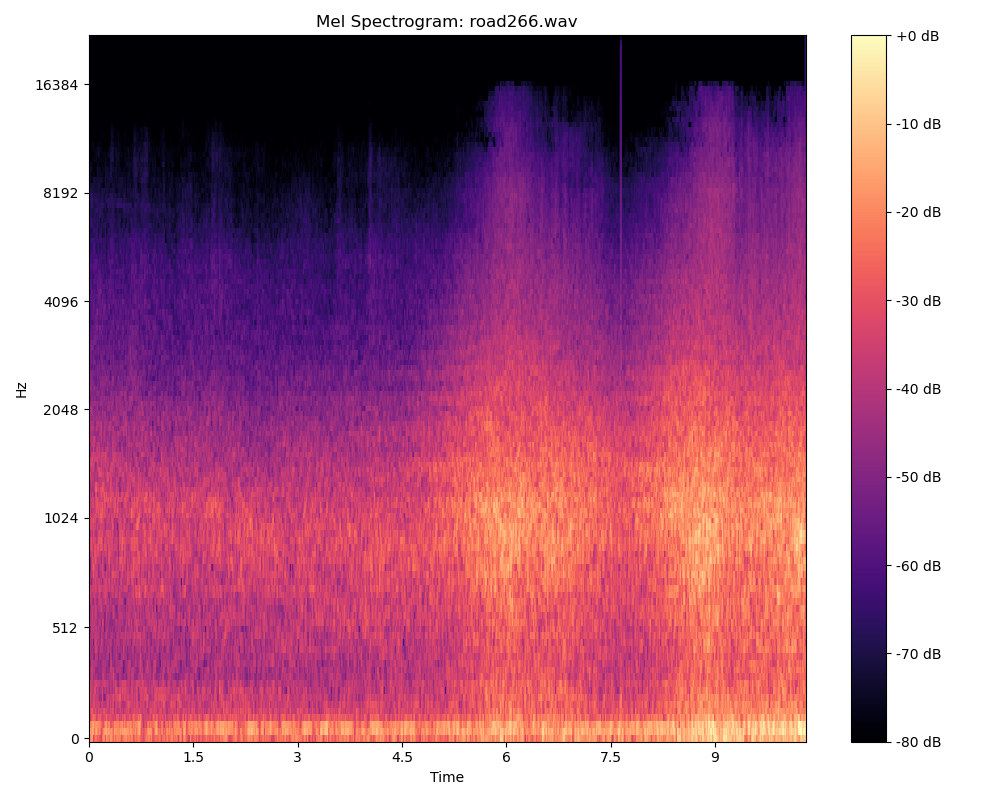 Mel Spectrogram: road266.wav
16384
8192
4096
2048
1024
512
0
Hz
0 1.5 3 4.5 6 7.5 9
Time
+0 dB
-10 dB
-20 dB
-30 dB
-40 dB
-50 dB
-60 dB
-70 dB
-80 dB